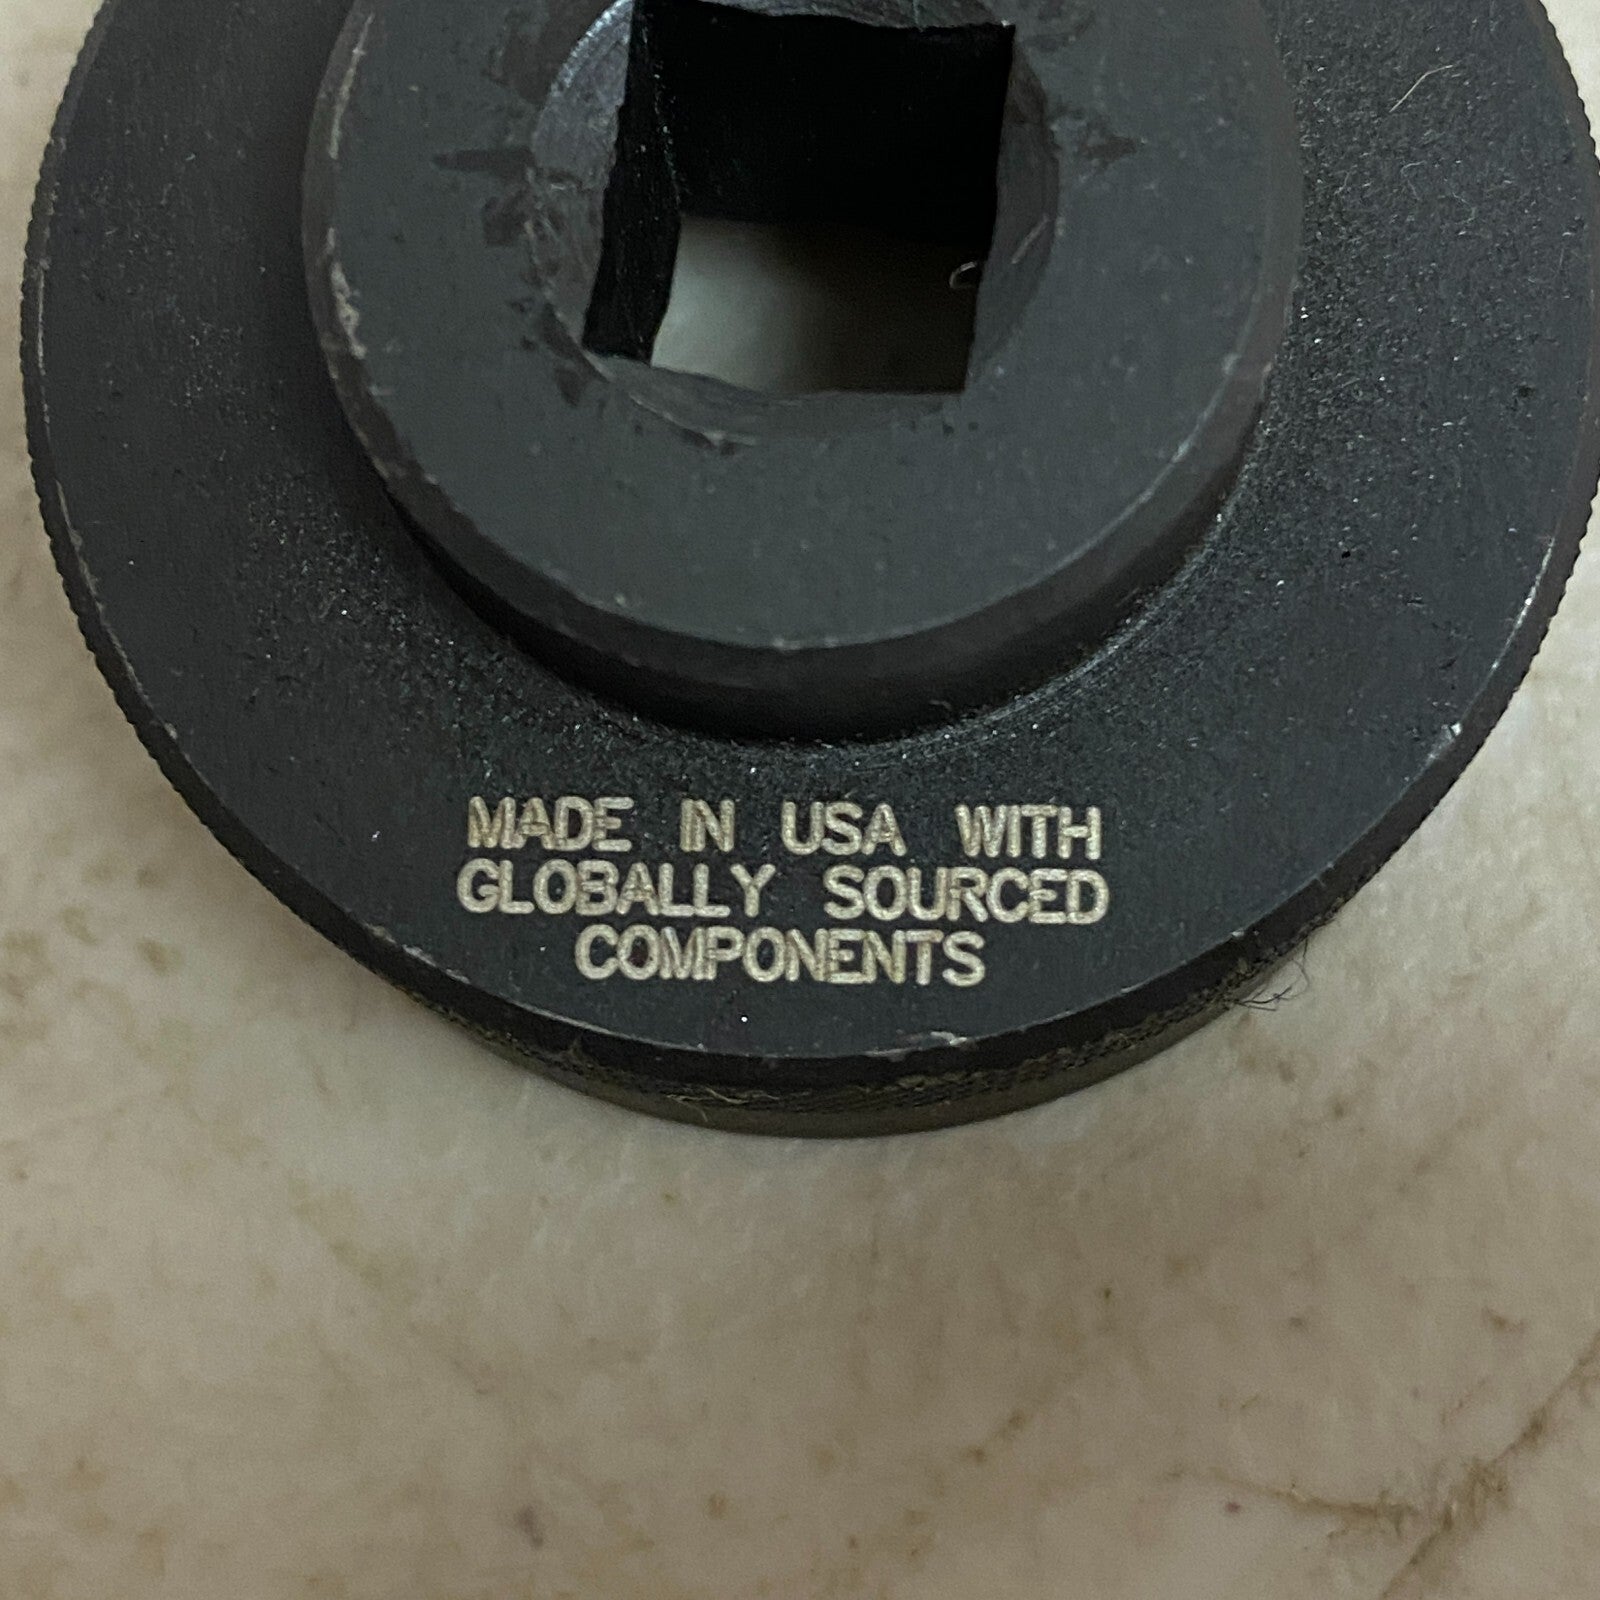 MADE IN USA WITH
GLOBALLY SOURCED
COMPONENTS